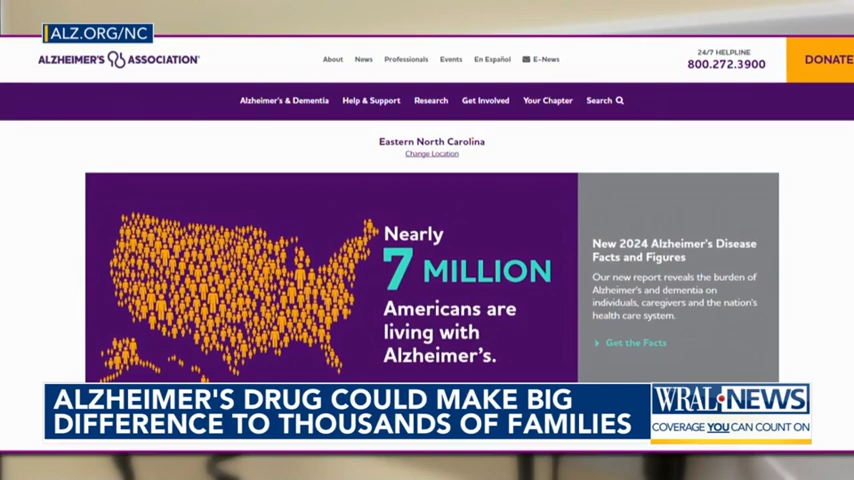 ALZ.ORG/NC
ALZHEIMER'S ASSOCIATION®
About News Professionals Events En Español E-News
24/7 HELPLINE
800.272.3900
DONATE
Alzheimer's & Dementia Help & Support Research Get Involved Your Chapter Search
Eastern North Carolina
Change Location
Nearly
7 MILLION
Americans are
living with
Alzheimer's.
New 2024 Alzheimer's Disease
Facts and Figures
Our new report reveals the burden of
Alzheimer's and dementia on
individuals, caregivers and the nation's
health care system.
Get the Facts
ALZHEIMER'S DRUG COULD MAKE BIG
DIFFERENCE TO THOUSANDS OF FAMILIES
WRAL NEWS
COVERAGE YOU CAN COUNT ON